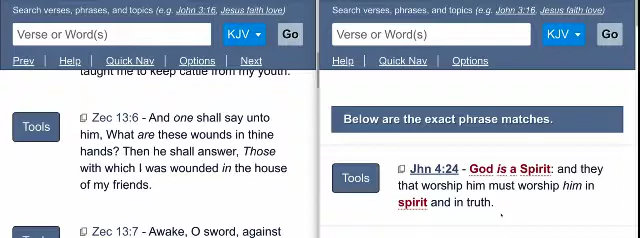 Search verses, phrases, and topics (e.g. John 3:16, Jesus faith love)
Verse or Word(s) KJV Go
Prev Help Quick Nav Options Next
taught me to keep cattle from my youth.
Tools
Zec 13:6 - And one shall say unto
him, What are these wounds in thine
hands? Then he shall answer, Those
with which I was wounded in the house
of my friends.
Tools
Zec 13:7 - Awake, O sword, against
Search verses, phrases, and topics (e.g. John 3:16, Jesus faith love)
Verse or Word(s) KJV Go
Help Quick Nav Options
Below are the exact phrase matches.
Tools
Jhn 4:24 - God is a Spirit: and they
that worship him must worship him in
spirit and in truth.